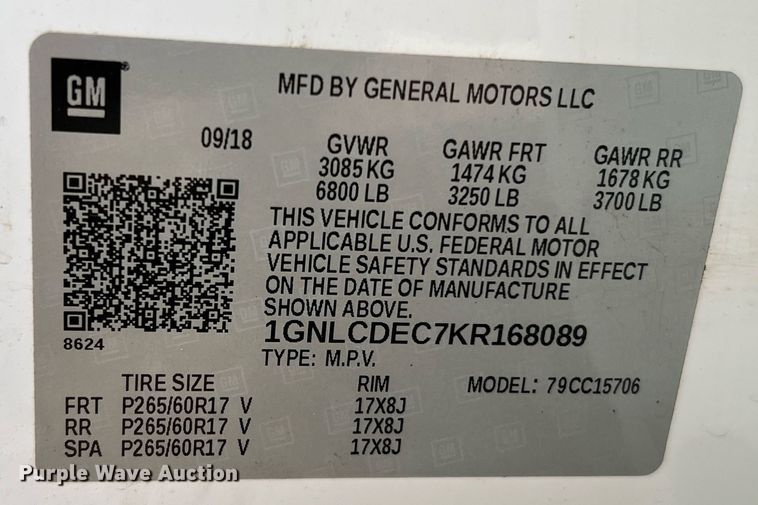 GM
MFD BY GENERAL MOTORS LLC
09/18
GVWR GAWR FRT GAWR RR
3085 KG 1474 KG 1678 KG
6800 LB 3250 LB 3700 LB
THIS VEHICLE CONFORMS TO ALL
APPLICABLE U.S. FEDERAL MOTOR
VEHICLE SAFETY STANDARDS IN EFFECT
ON THE DATE OF MANUFACTURE
SHOWN ABOVE.
8624
1GNLCDEC7KR168089
TYPE: M.P.V.
TIRE SIZE RIM MODEL: 79CC15706
FRT P265/60R17 V 17X8J
RR P265/60R17 V 17X8J
SPA P265/60R17 V 17X8J
Purple Wave Auction